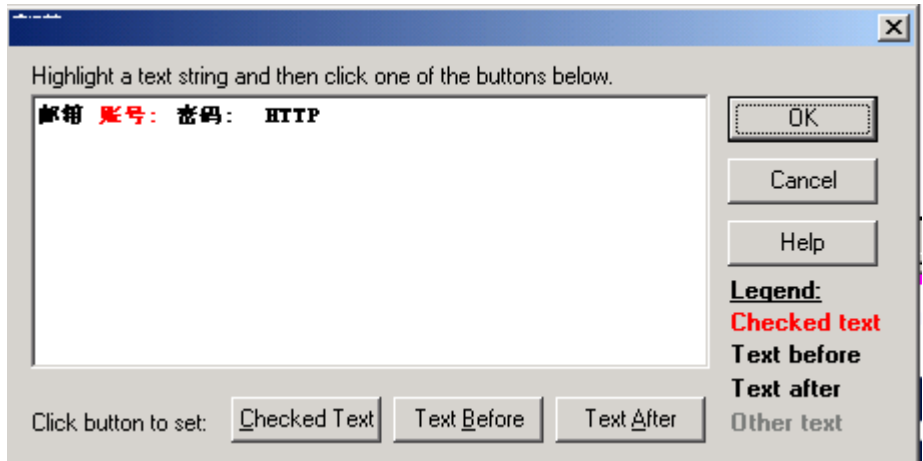 Highlight a text string and then click one of the buttons below.
邮箱 账号: 密码: HTTP
OK
Cancel
Help
Legend:
Checked text
Text before
Text after
Other text
Click button to set: Checked Text Text Before Text After